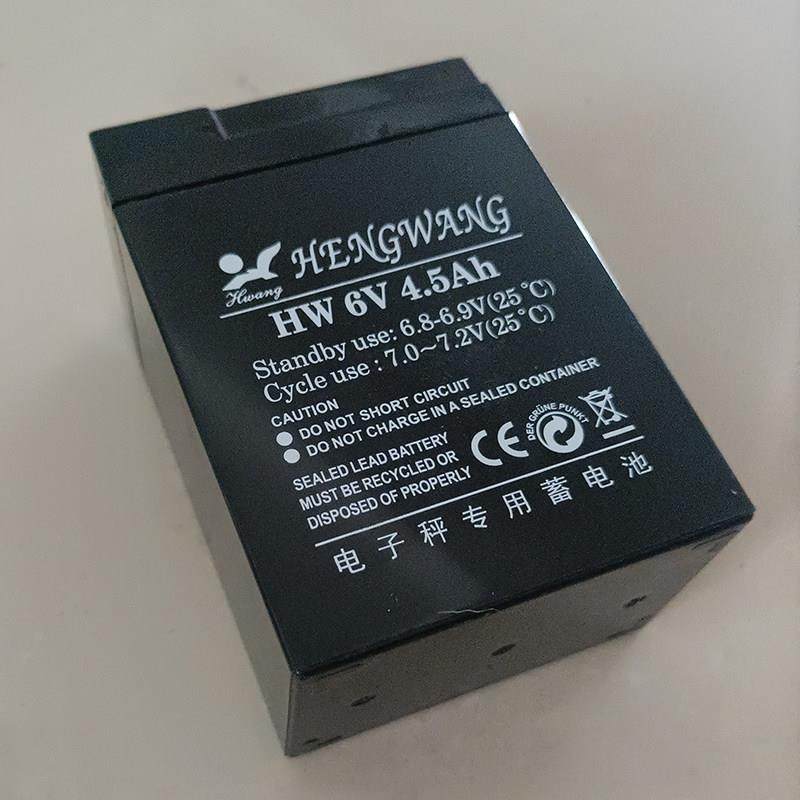 HENGWANG
Hwang
HW 6V 4.5Ah
Standby use: 6.8-6.9V(25℃)
Cycle use : 7.0~7.2V(25℃)
CAUTION
DO NOT SHORT CIRCUIT
DO NOT CHARGE IN A SEALED CONTAINER
SEALED LEAD BATTERY
MUST BE RECYCLED OR
DISPOSED OF PROPERLY
CE
DER GRÜNE PUNKT
电子秤专用蓄电池